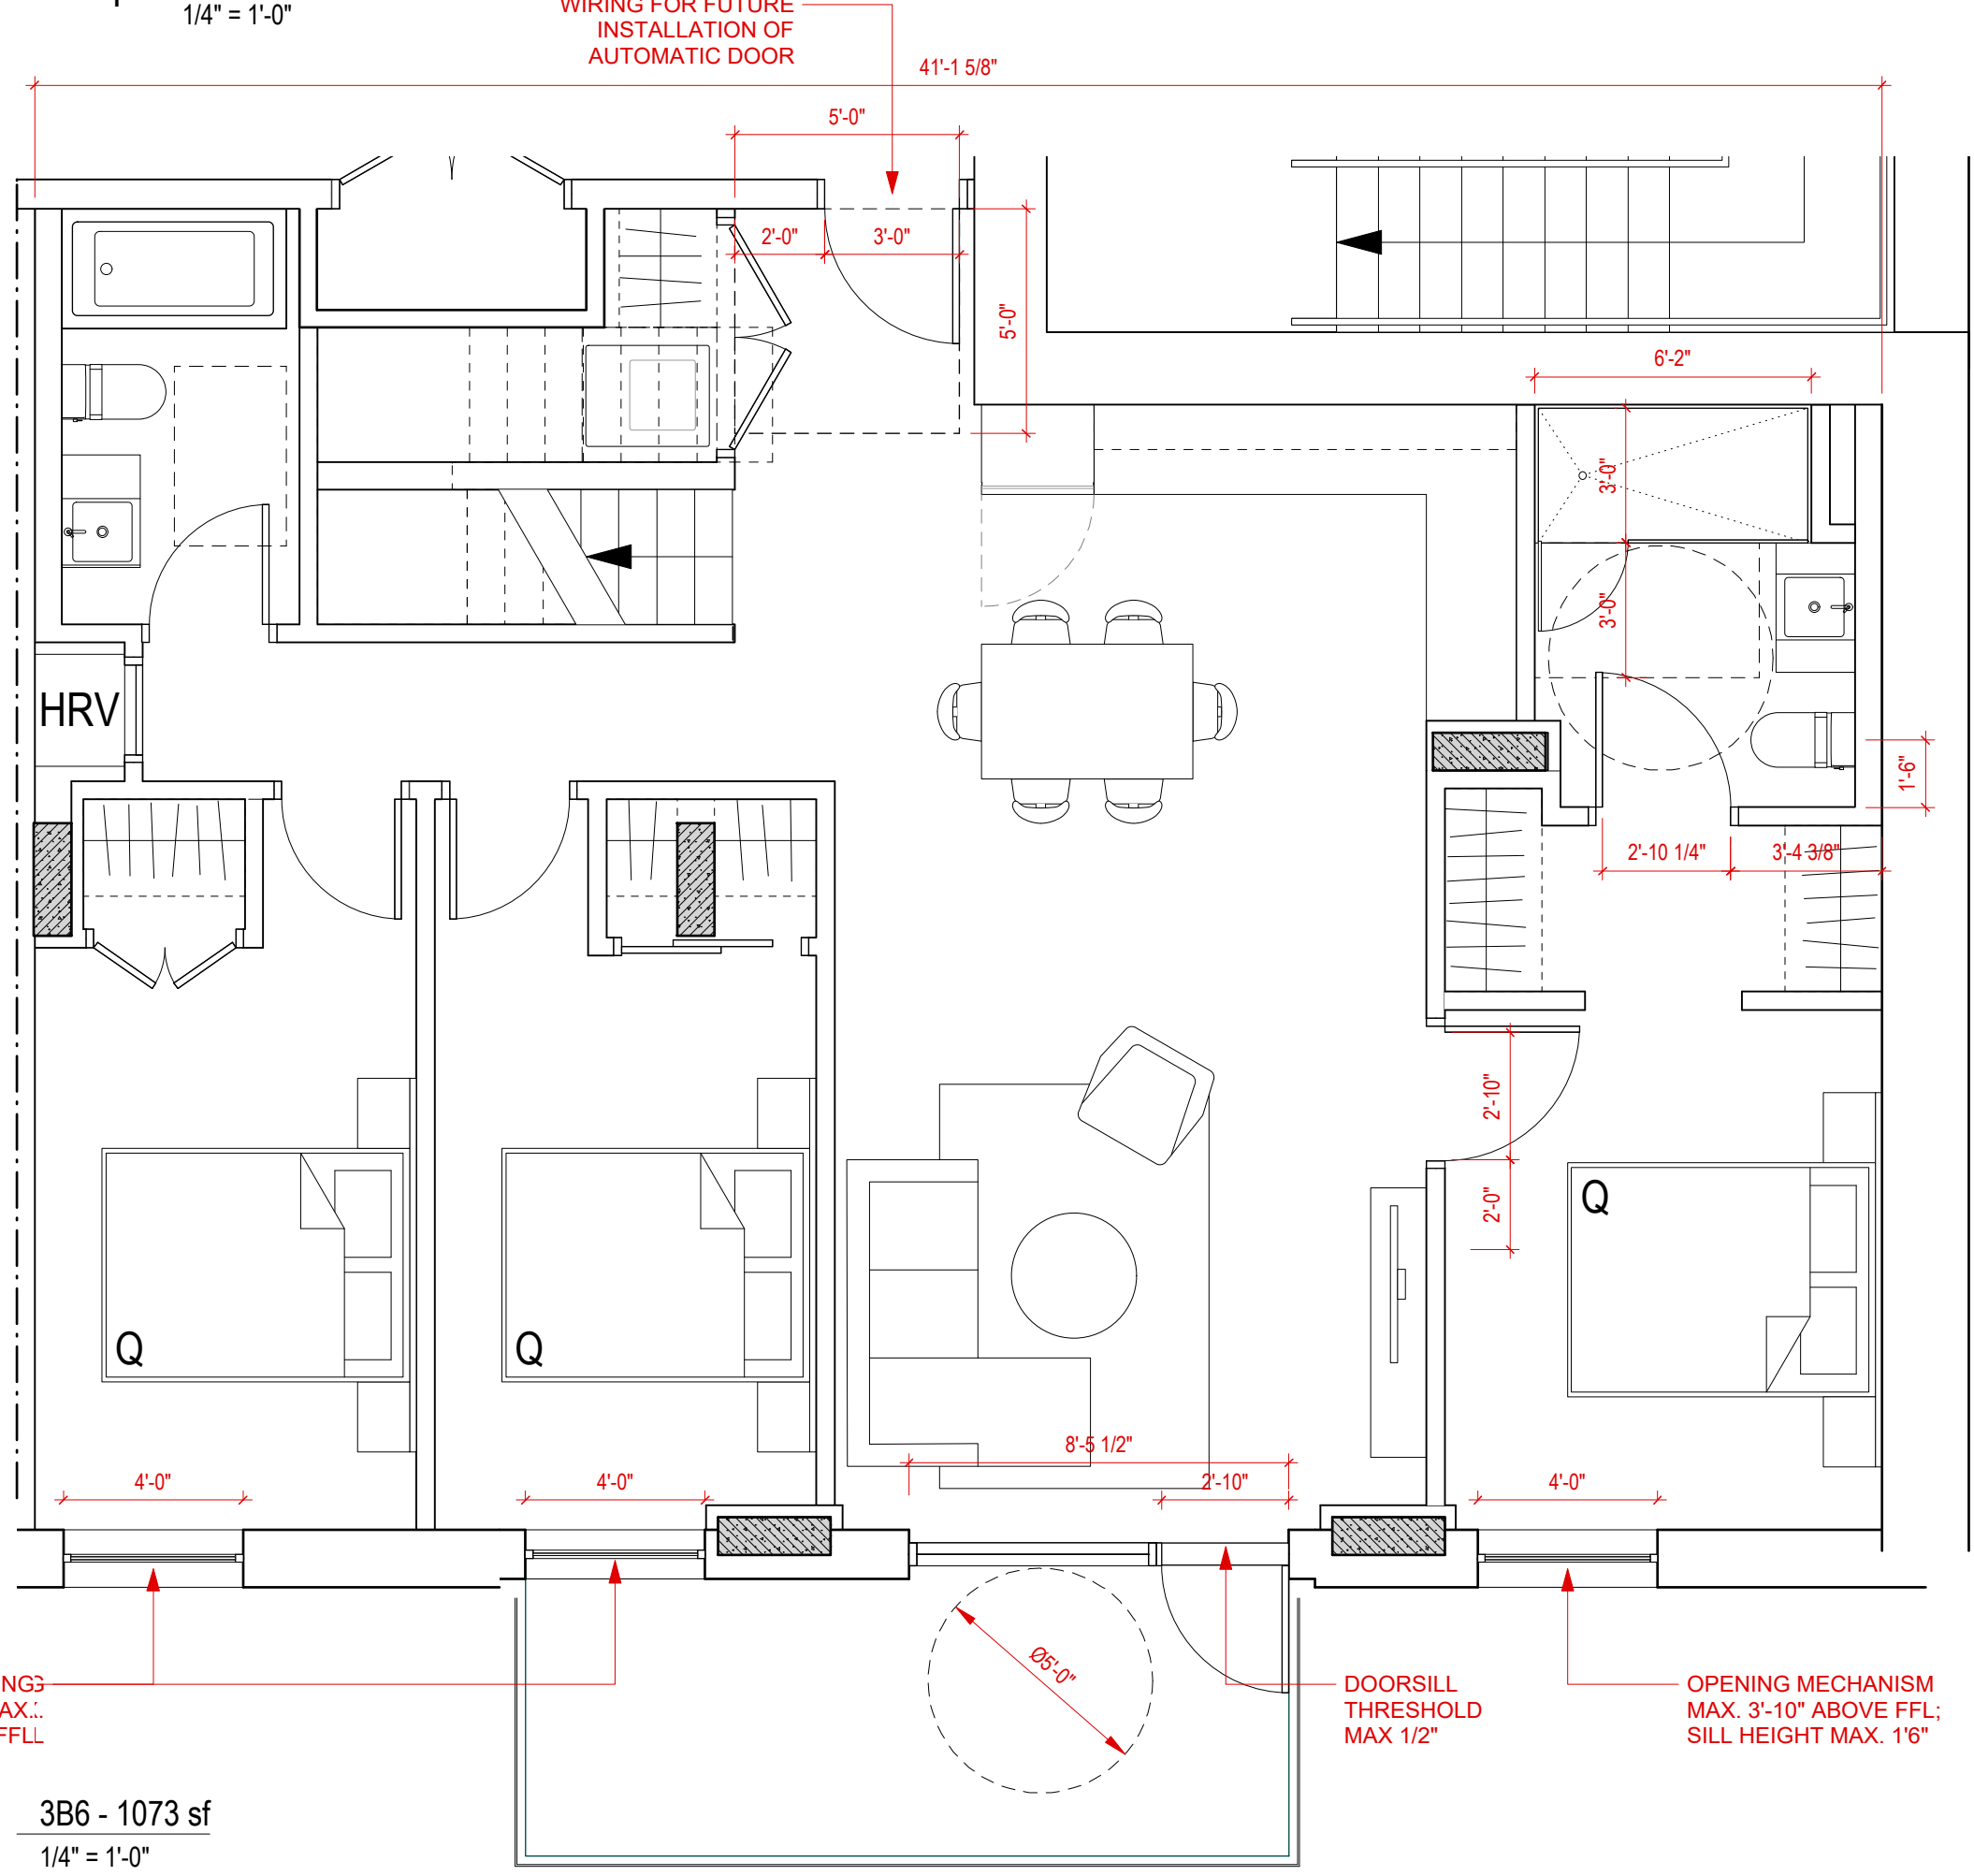 1/4" = 1'-0"
WIRING FOR FUTURE
INSTALLATION OF
AUTOMATIC DOOR
41'-1 5/8"
5'-0"
2'-0"
3'-0"
5'-0"
6'-2"
3'-0"
3'-0"
HRV
1'-6"
2'-10 1/4"
3'-4 3/8"
2'-10"
2'-0"
Q
Q
Q
8'-5 1/2"
4'-0"
4'-0"
2'-10"
4'-0"
Ø5'-0"
DOORSILL
THRESHOLD
MAX 1/2"
OPENING MECHANISM
MAX. 3'-10" ABOVE FFL;
SILL HEIGHT MAX. 1'6"
3B6 - 1073 sf
1/4" = 1'-0"